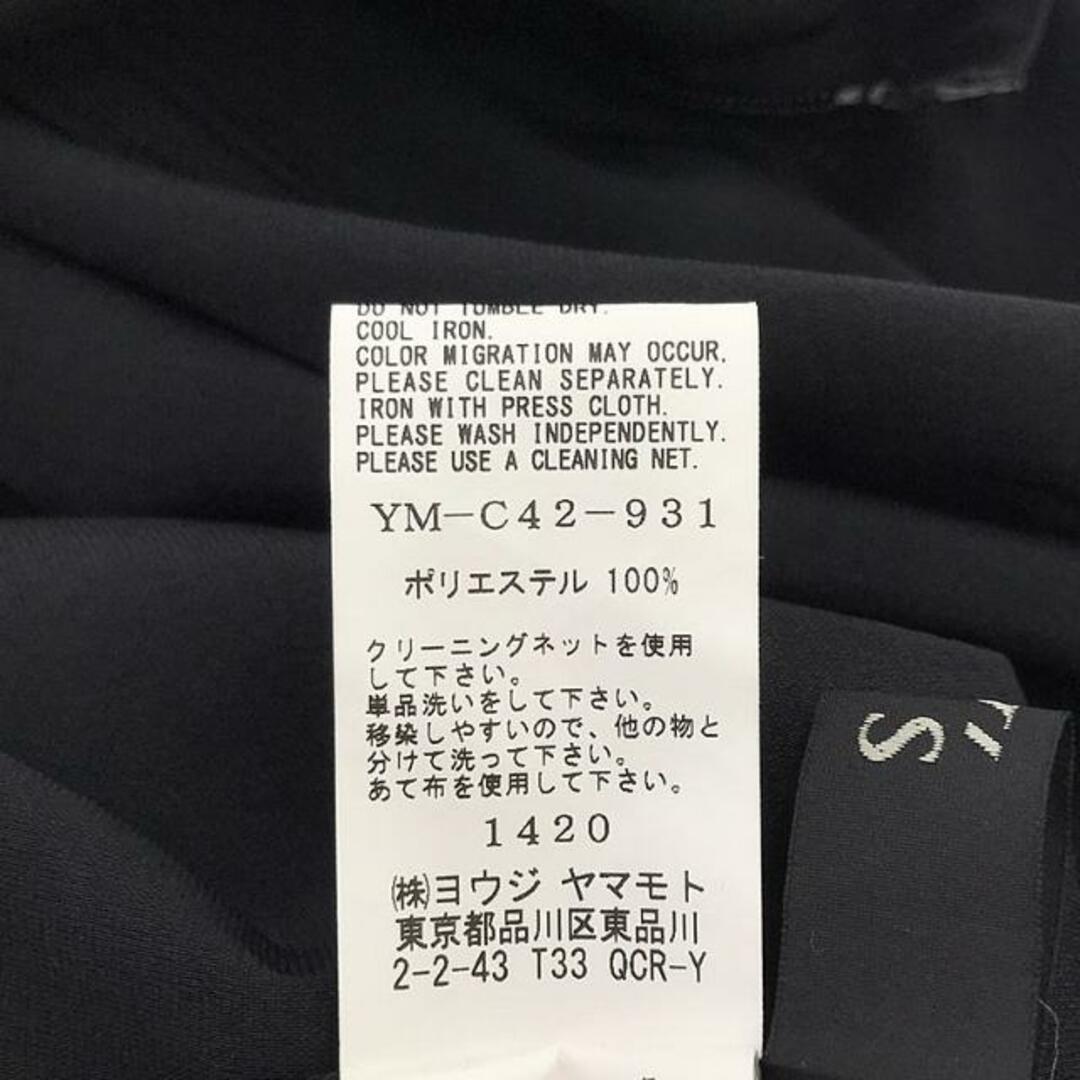 DO NOT TUMBLE DRY.
COOL IRON.
COLOR MIGRATION MAY OCCUR.
PLEASE CLEAN SEPARATELY.
IRON WITH PRESS CLOTH.
PLEASE WASH INDEPENDENTLY.
PLEASE USE A CLEANING NET.
YM-C42-931
ポリエステル 100%
クリーニングネットを使用
して下さい。
単品洗いをして下さい。
移染しやすいので、他の物と
分けて洗って下さい。
あて布を使用して下さい。
1420
㈱ヨウジ ヤマモト
東京都品川区東品川
2-2-43 T33 QCR-Y
's